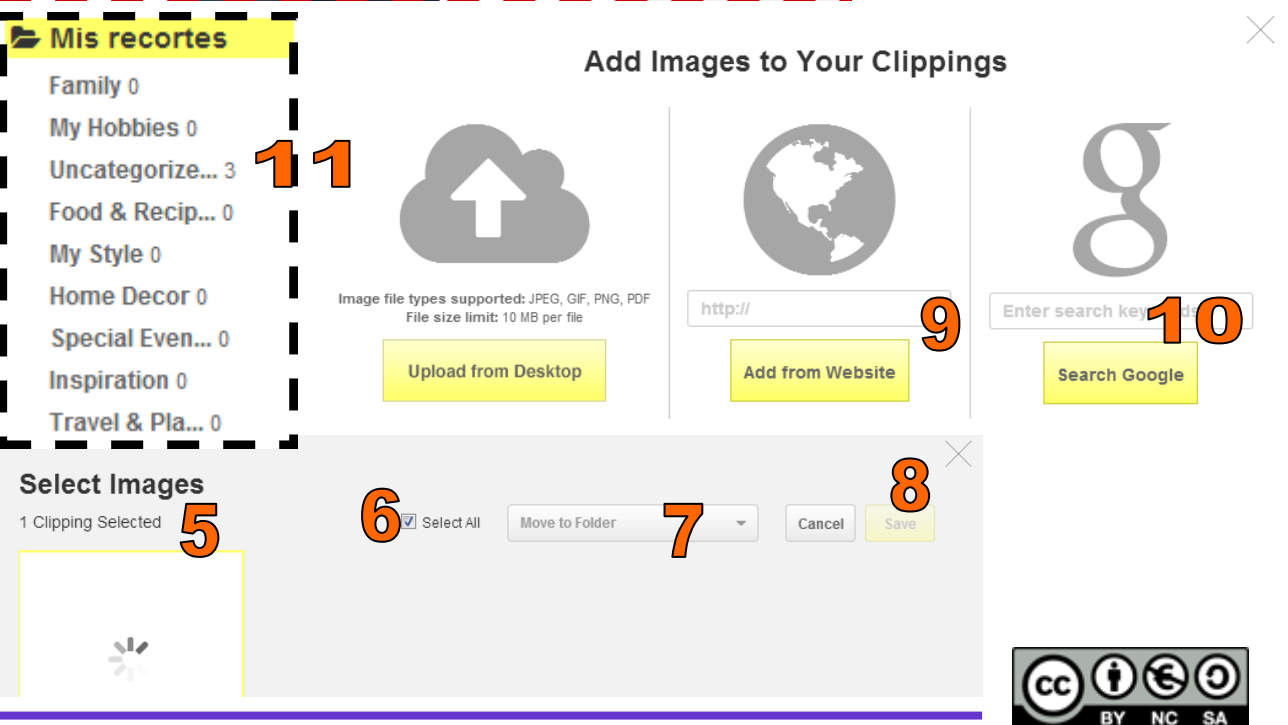 Mis recortes
Family 0
My Hobbies 0
Uncategorize... 3
11
Food & Recip... 0
My Style 0
Home Decor 0
Special Even... 0
Inspiration 0
Travel & Pla... 0
Add Images to Your Clippings
Image file types supported: JPEG, GIF, PNG, PDF
File size limit: 10 MB per file
Upload from Desktop
http://
9
Add from Website
g
Enter search keywords
10
Search Google
Select Images
1 Clipping Selected
5
6
Select All
Move to Folder
7
Cancel
8
Save
cc
BY NC SA